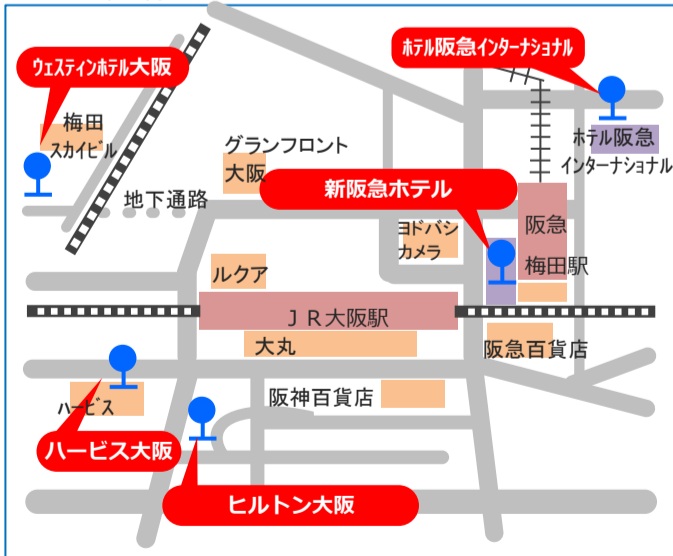 ホテル阪急インターナショナル
ウェスティンホテル大阪
梅田
スカイビル
ホテル阪急
インターナショナル
グランフロント
大阪
地下通路
新阪急ホテル
ヨドバシ
カメラ
阪急
梅田駅
ルクア
ＪＲ大阪駅
大丸
阪急百貨店
阪神百貨店
ハービス
ハービス大阪
ヒルトン大阪